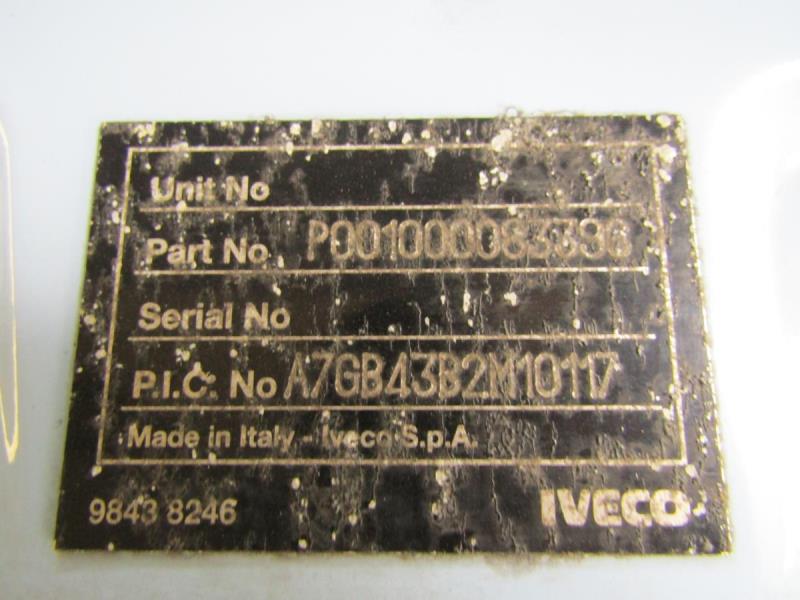 Unit No
Part No P001000083336
Serial No
P.I.C. No A7GB43B2M10117
Made in Italy - Iveco S.p.A.
9843 8246 IVECO